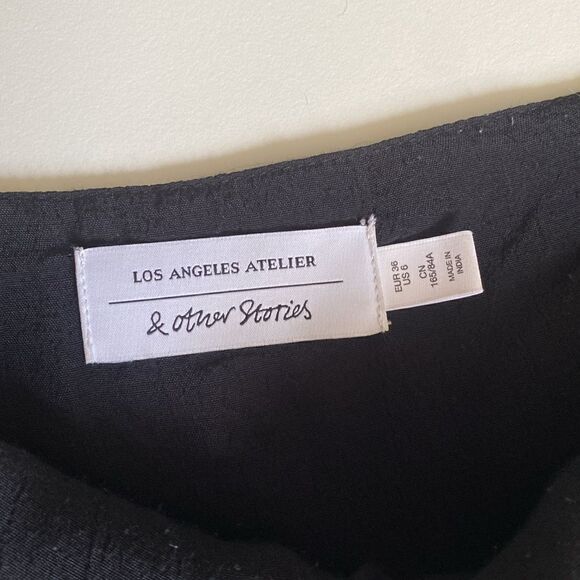 LOS ANGELES ATELIER
& other Stories
EUR 36
US 6
CN
165/84A
MADE IN
INDIA